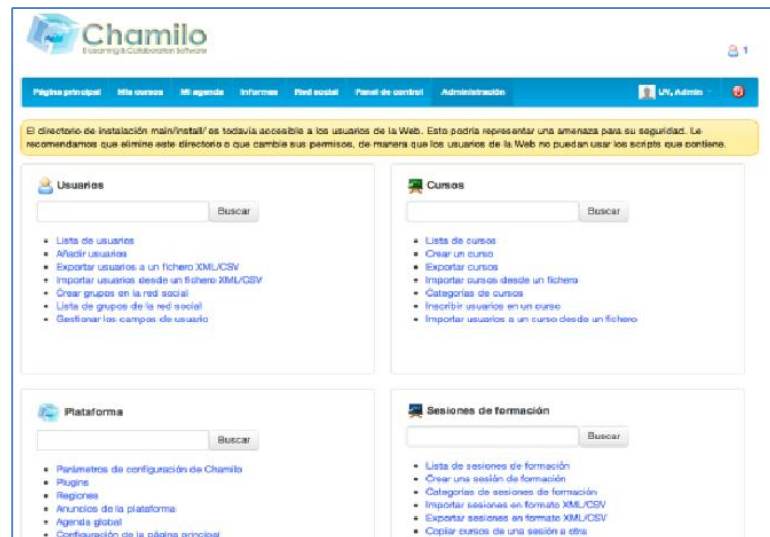 Chamilo
E-Learning & Collaboration Software
1
Página principal Mis cursos Mi agenda Informes Red social Panel de control Administración UV, Admin
El directorio de instalación main/install/ es todavía accesible a los usuarios de la Web. Esto podría representar una amenaza para su seguridad. Le
recomendamos que elimine este directorio o que cambie sus permisos, de manera que los usuarios de la Web no puedan usar los scripts que contiene.
Usuarios
Buscar
Lista de usuarios
Añadir usuarios
Exportar usuarios a un fichero XML/CSV
Importar usuarios desde un fichero XML/CSV
Crear grupos en la red social
Lista de grupos de la red social
Gestionar los campos de usuario
Cursos
Buscar
Lista de cursos
Crear un curso
Exportar cursos
Importar cursos desde un fichero
Categorías de cursos
Inscribir usuarios en un curso
Importar usuarios a un curso desde un fichero
Plataforma
Buscar
Parámetros de configuración de Chamilo
Plugins
Regiones
Anuncios de la plataforma
Agenda global
Configuración de la página principal
Sesiones de formación
Buscar
Lista de sesiones de formación
Crear una sesión de formación
Categorías de sesiones de formación
Importar sesiones en formato XML/CSV
Exportar sesiones en formato XML/CSV
Copiar cursos de una sesión a otra